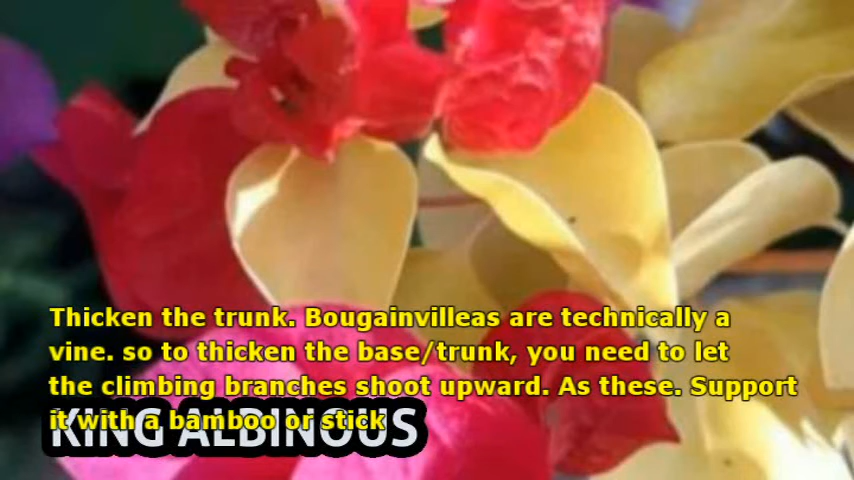 Thicken the trunk. Bougainvilleas are technically a
vine. so to thicken the base/trunk, you need to let
the climbing branches shoot upward. As these. Support
it with a bamboo or stick
KING ALBINOUS